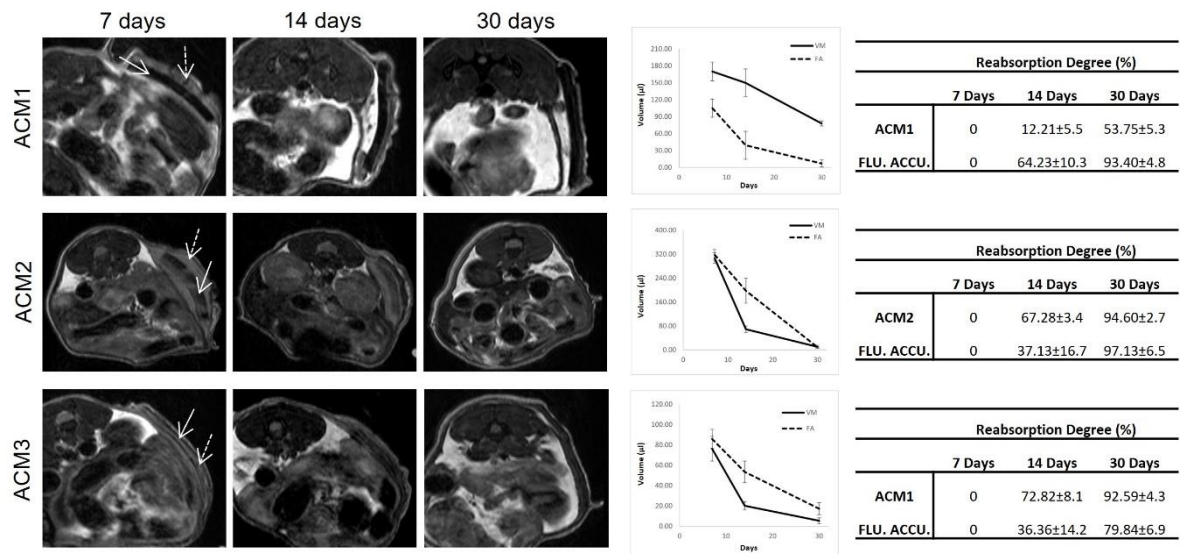 7 days 14 days 30 days
ACM1
210.00
180.00
150.00
120.00
90.00
60.00
30.00
0.00
Volume (µl)
0 10 20 30
Days
VM
FA
Reabsorption Degree (%)
7 Days 14 Days 30 Days
ACM1 0 12.21±5.5 53.75±5.3
FLU. ACCU. 0 64.23±10.3 93.40±4.8
ACM2
400.00
320.00
240.00
160.00
80.00
0.00
Volume (µl)
0 10 20 30
Days
VM
FA
Reabsorption Degree (%)
7 Days 14 Days 30 Days
ACM2 0 67.28±3.4 94.60±2.7
FLU. ACCU. 0 37.13±16.7 97.13±6.5
ACM3
120.00
100.00
80.00
60.00
40.00
20.00
0.00
Volume (µl)
0 10 20 30
Days
VM
FA
Reabsorption Degree (%)
7 Days 14 Days 30 Days
ACM1 0 72.82±8.1 92.59±4.3
FLU. ACCU. 0 36.36±14.2 79.84±6.9